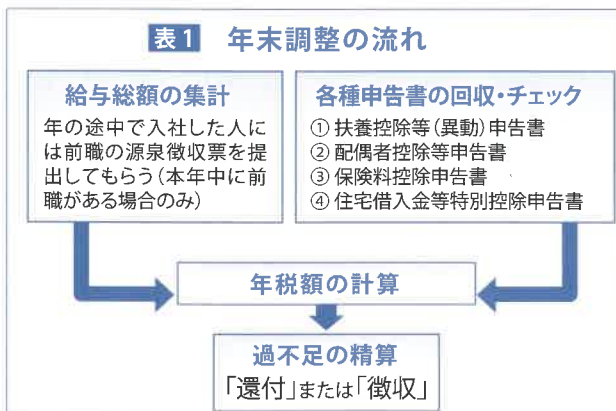 表1 年末調整の流れ
給与総額の集計
年の途中で入社した人に
は前職の源泉徴収票を提
出してもらう(本年中に前
職がある場合のみ)
各種申告書の回収・チェック
① 扶養控除等(異動)申告書
② 配偶者控除等申告書
③ 保険料控除申告書
④ 住宅借入金等特別控除申告書
年税額の計算
過不足の精算
「還付」または「徴収」